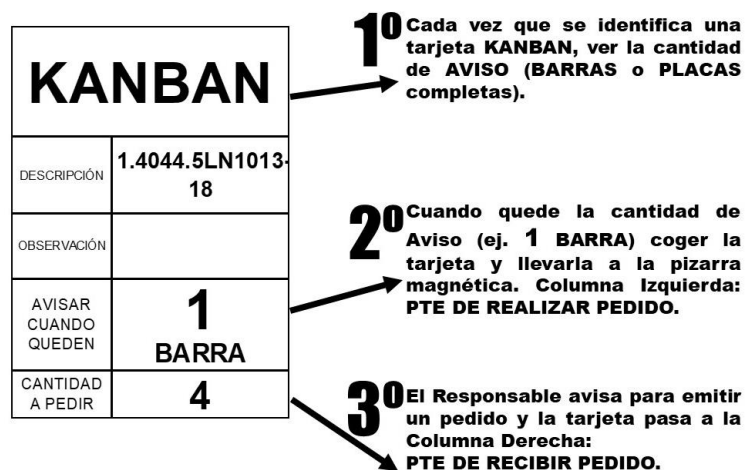 KANBAN
DESCRIPCIÓN
1.4044.5LN1013-
18
OBSERVACIÓN
AVISAR
CUANDO
QUEDEN
1
BARRA
CANTIDAD
A PEDIR
4
1º Cada vez que se identifica una
tarjeta KANBAN, ver la cantidad
de AVISO (BARRAS o PLACAS
completas).
2º Cuando quede la cantidad de
Aviso (ej. 1 BARRA) coger la
tarjeta y llevarla a la pizarra
magnética. Columna Izquierda:
PTE DE REALIZAR PEDIDO.
3º El Responsable avisa para emitir
un pedido y la tarjeta pasa a la
Columna Derecha:
PTE DE RECIBIR PEDIDO.